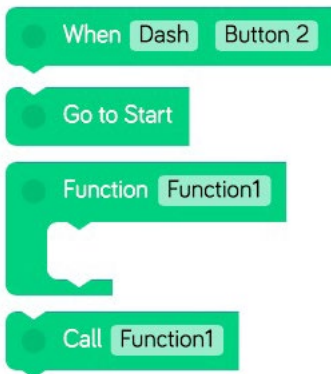 When Dash Button 2
Go to Start
Function Function1
Call Function1